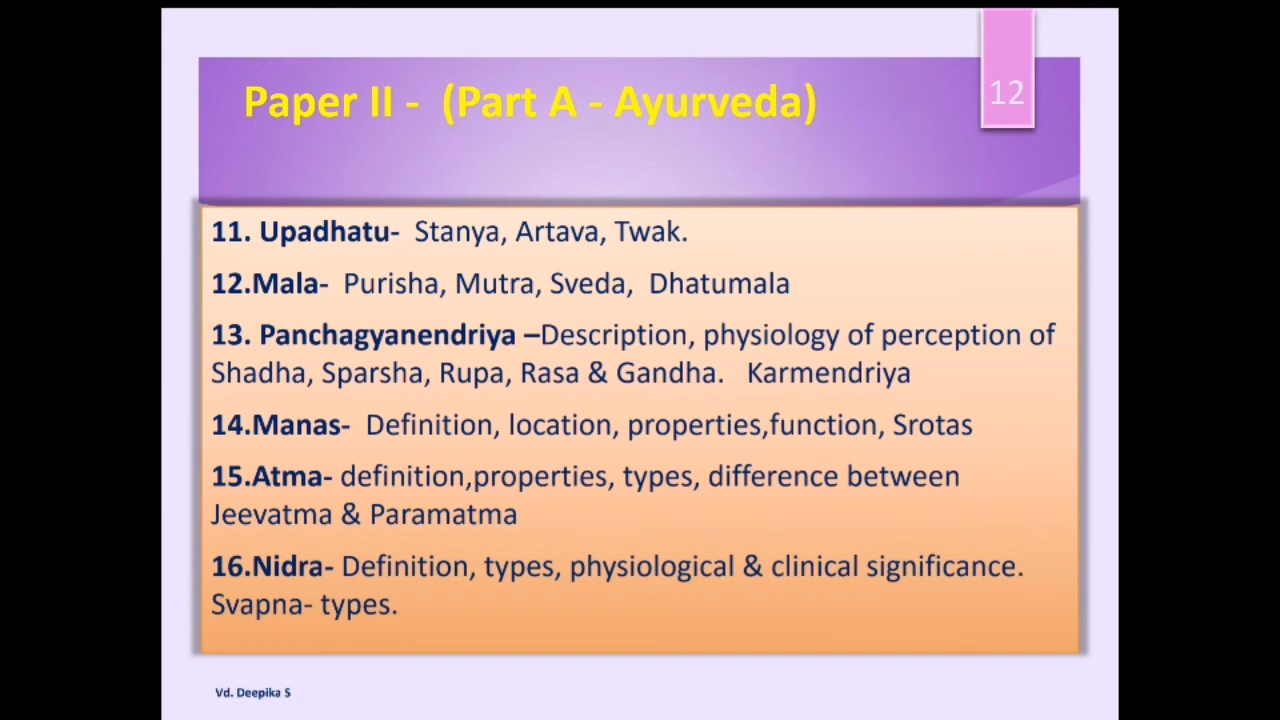 Paper II - (Part A - Ayurveda)
12
11. Upadhatu- Stanya, Artava, Twak.
12.Mala- Purisha, Mutra, Sveda, Dhatumala
13. Panchagyanendriya –Description, physiology of perception of
Shadha, Sparsha, Rupa, Rasa & Gandha. Karmendriya
14.Manas- Definition, location, properties,function, Srotas
15.Atma- definition,properties, types, difference between
Jeevatma & Paramatma
16.Nidra- Definition, types, physiological & clinical significance.
Svapna- types.
Vd. Deepika S